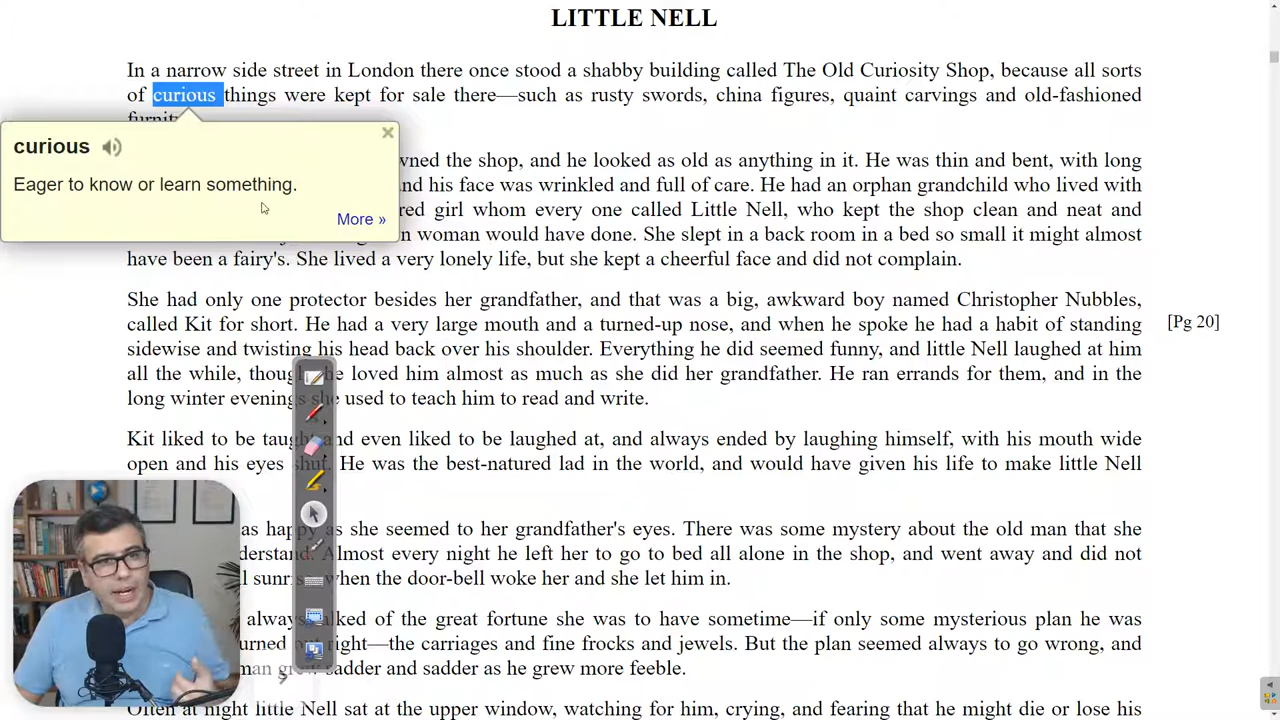 LITTLE NELL
In a narrow side street in London there once stood a shabby building called The Old Curiosity Shop, because all sorts
of curious things were kept for sale there—such as rusty swords, china figures, quaint carvings and old-fashioned
curious
Eager to know or learn something.
More »
the shop, and he looked as old as anything in it. He was thin and bent, with long
and his face was wrinkled and full of care. He had an orphan grandchild who lived with
girl whom every one called Little Nell, who kept the shop clean and neat and
woman would have done. She slept in a back room in a bed so small it might almost
have been a fairy's. She lived a very lonely life, but she kept a cheerful face and did not complain.
She had only one protector besides her grandfather, and that was a big, awkward boy named Christopher Nubbles,
called Kit for short. He had a very large mouth and a turned-up nose, and when he spoke he had a habit of standing
[Pg 20]
sidewise and twisting his head back over his shoulder. Everything he did seemed funny, and little Nell laughed at him
all the while, though he loved him almost as much as she did her grandfather. He ran errands for them, and in the
long winter evenings she used to teach him to read and write.
Kit liked to be taught and even liked to be laughed at, and always ended by laughing himself, with his mouth wide
open and his eyes shut. He was the best-natured lad in the world, and would have given his life to make little Nell
as happy as she seemed to her grandfather's eyes. There was some mystery about the old man that she
Almost every night he left her to go to bed all alone in the shop, and went away and did not
when the door-bell woke her and she let him in.
of the great fortune she was to have sometime—if only some mysterious plan he was
right—the carriages and fine frocks and jewels. But the plan seemed always to go wrong, and
grew sadder and sadder as he grew more feeble.
Often at night little Nell sat at the upper window, watching for him, crying, and fearing that he might die or lose his